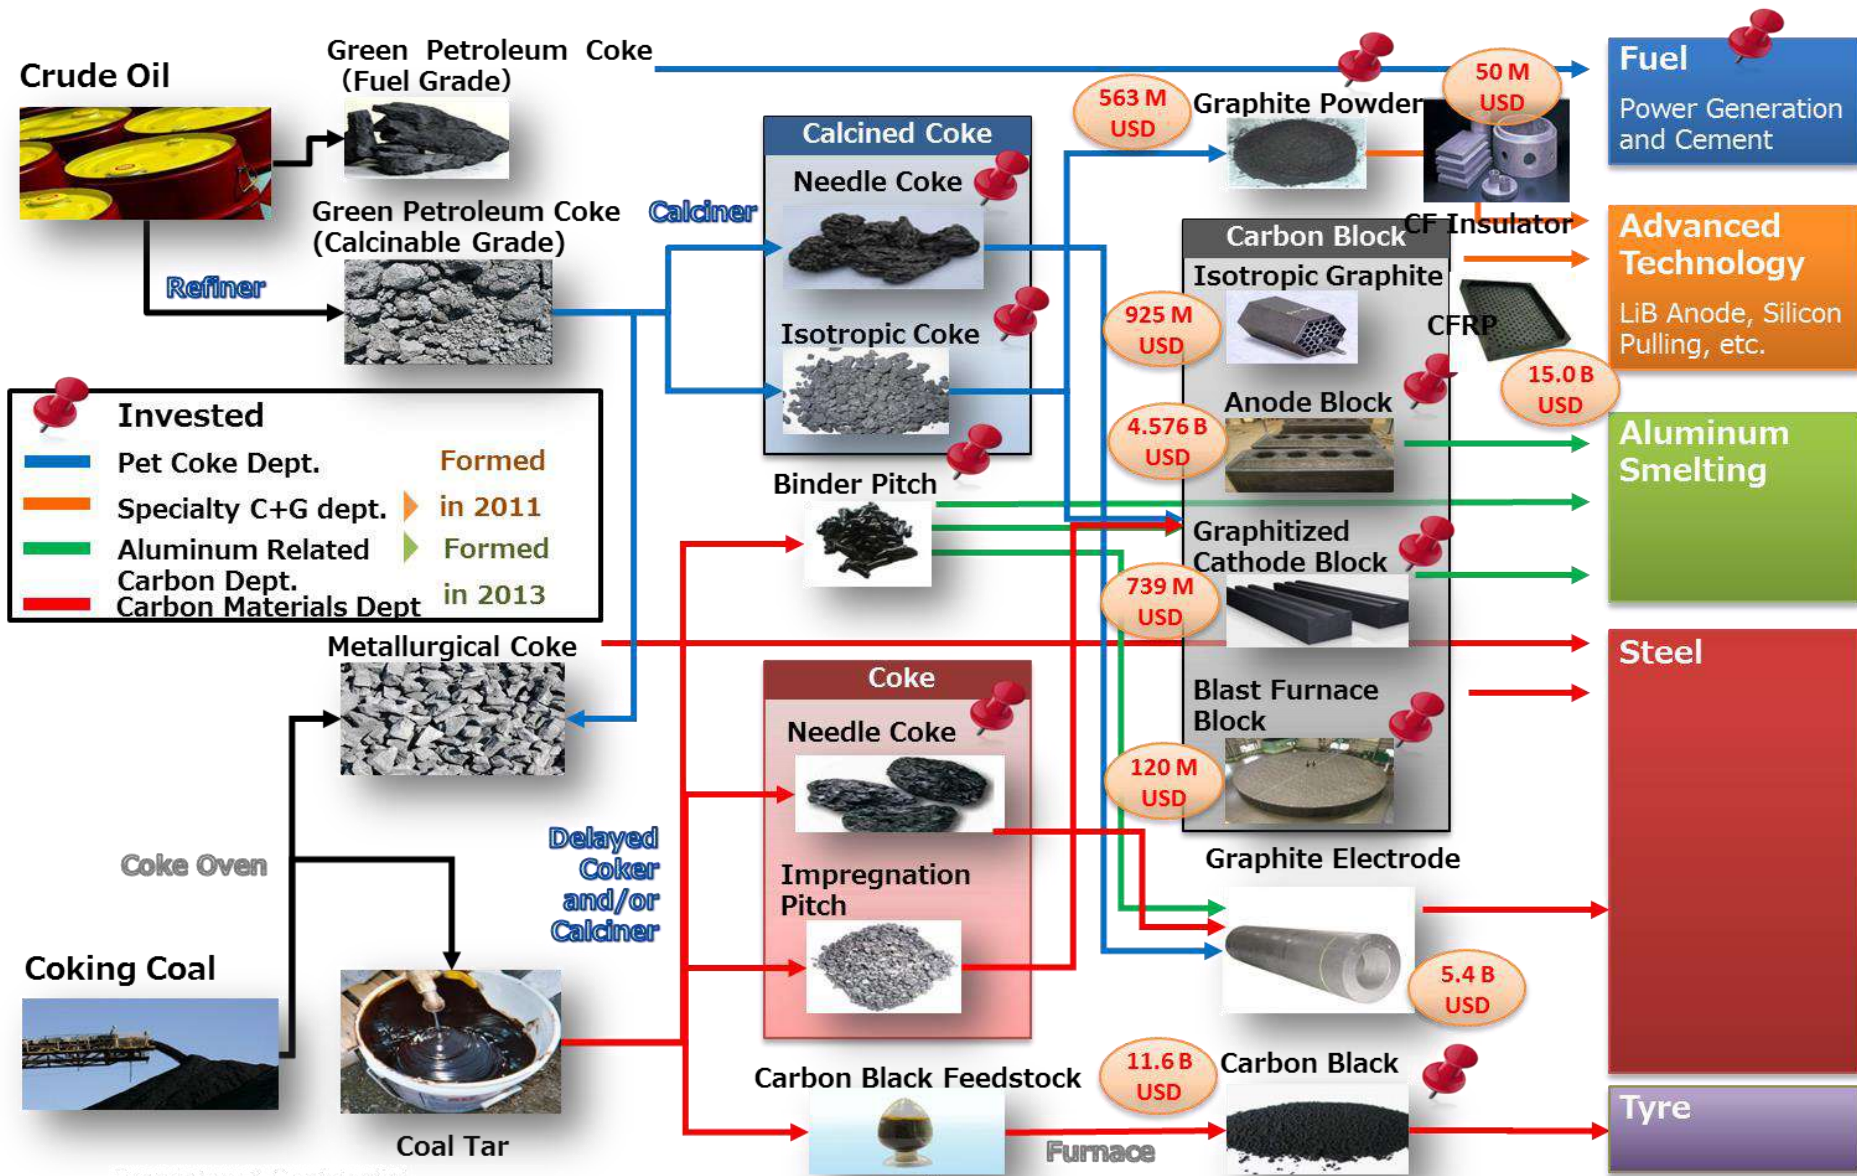 Crude Oil
Green Petroleum Coke
(Fuel Grade)
Green Petroleum Coke
(Calcinable Grade)
Refiner
Calciner
Calcined Coke
Needle Coke
Isotropic Coke
563 M
USD
Graphite Powder
50 M
USD
CF Insulator
Fuel
Power Generation
and Cement
Carbon Block
Isotropic Graphite
925 M
USD
CFRP
15.0 B
USD
Advanced
Technology
LiB Anode, Silicon
Pulling, etc.
Invested
Pet Coke Dept.
Specialty C+G dept.
Formed
in 2011
Aluminum Related
Carbon Dept.
Carbon Materials Dept
Formed
in 2013
Binder Pitch
Anode Block
4.576 B
USD
Aluminum
Smelting
Graphitized
Cathode Block
739 M
USD
Metallurgical Coke
Coke
Needle Coke
Impregnation
Pitch
Blast Furnace
Block
120 M
USD
Steel
Coke Oven
Delayed
Coker
and/or
Calciner
Graphite Electrode
5.4 B
USD
Coking Coal
Coal Tar
Carbon Black Feedstock
11.6 B
USD
Furnace
Carbon Black
Tyre